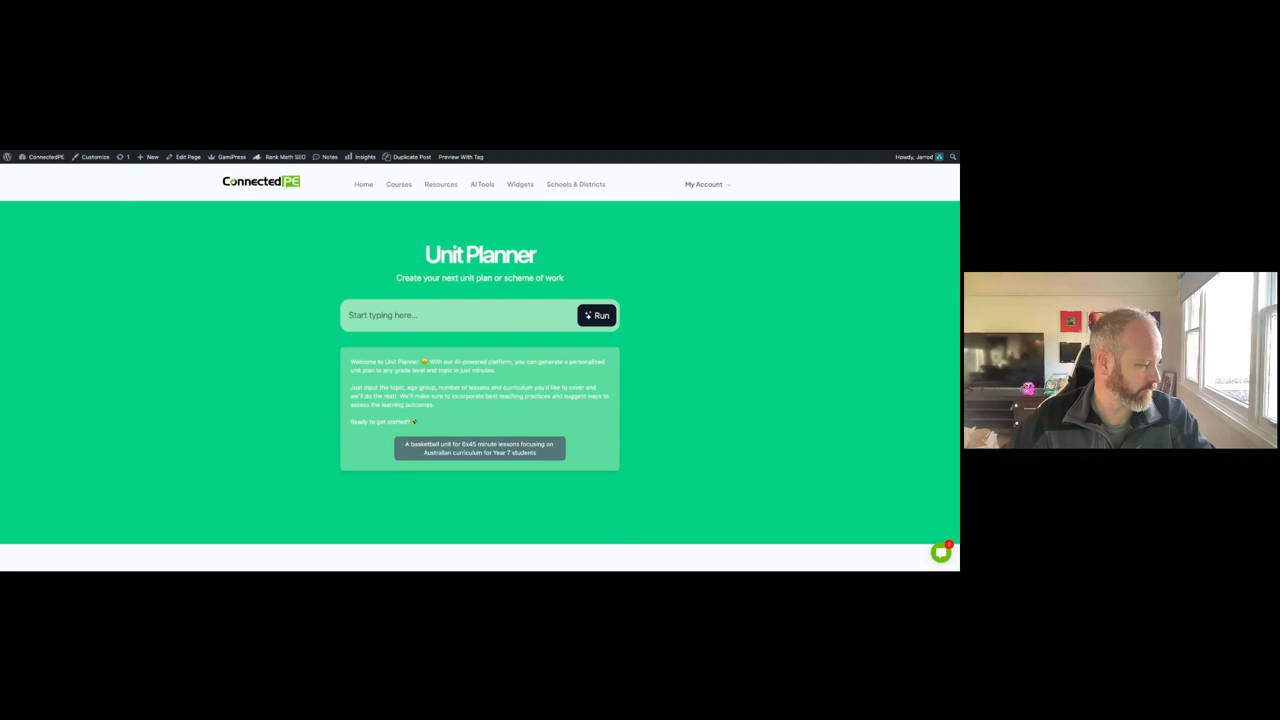 ConnectedPE Customize 1 New Edit Page GamiPress Rank Math SEO Notes Insights Duplicate Post Preview With Tag Howdy, Jarrod
ConnectedPE Home Courses Resources AI Tools Widgets Schools & Districts My Account
Unit Planner
Create your next unit plan or scheme of work
Start typing here... Run
Welcome to Unit Planner, 😄 With our AI-powered platform, you can generate a personalized
unit plan to any grade level and topic in just minutes.
Just input the topic, age group, number of lessons and curriculum you'd like to cover and
we'll do the rest! We'll make sure to incorporate best teaching practices and suggest ways to
assess the learning outcomes.
Ready to get started? 🚀
A basketball unit for 6x45 minute lessons focusing on
Australian curriculum for Year 7 students